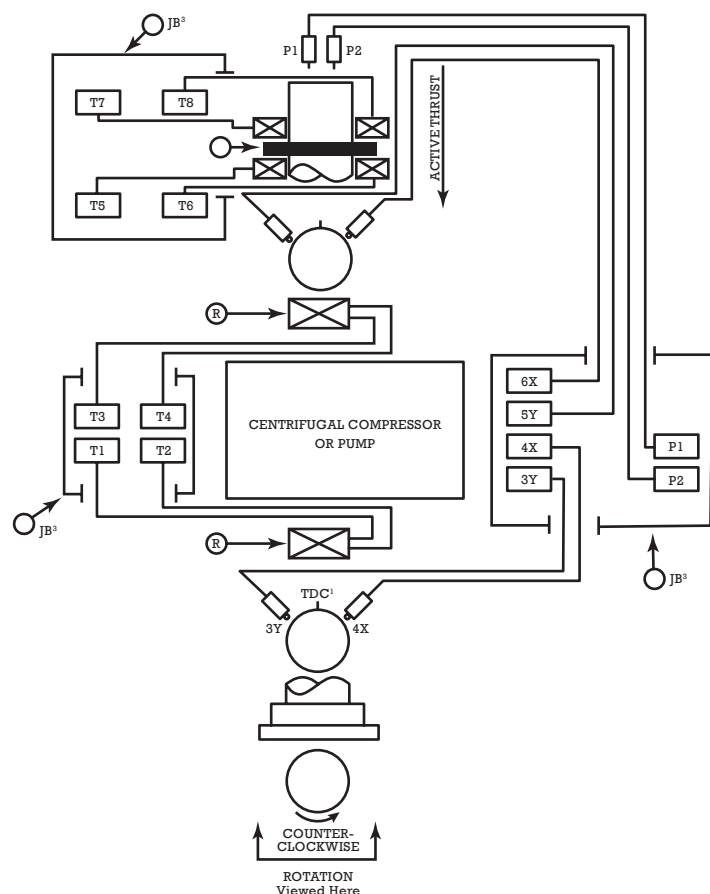 JB³
P1
P2
T7
T8
ACTIVE THRUST
T5
T6
R
6X
T3
T4
CENTRIFUGAL COMPRESSOR
OR PUMP
5Y
T1
T2
4X
P1
3Y
P2
JB³
R
JB³
TDC¹
3Y
4X
COUNTER-
CLOCKWISE
ROTATION
Viewed Here